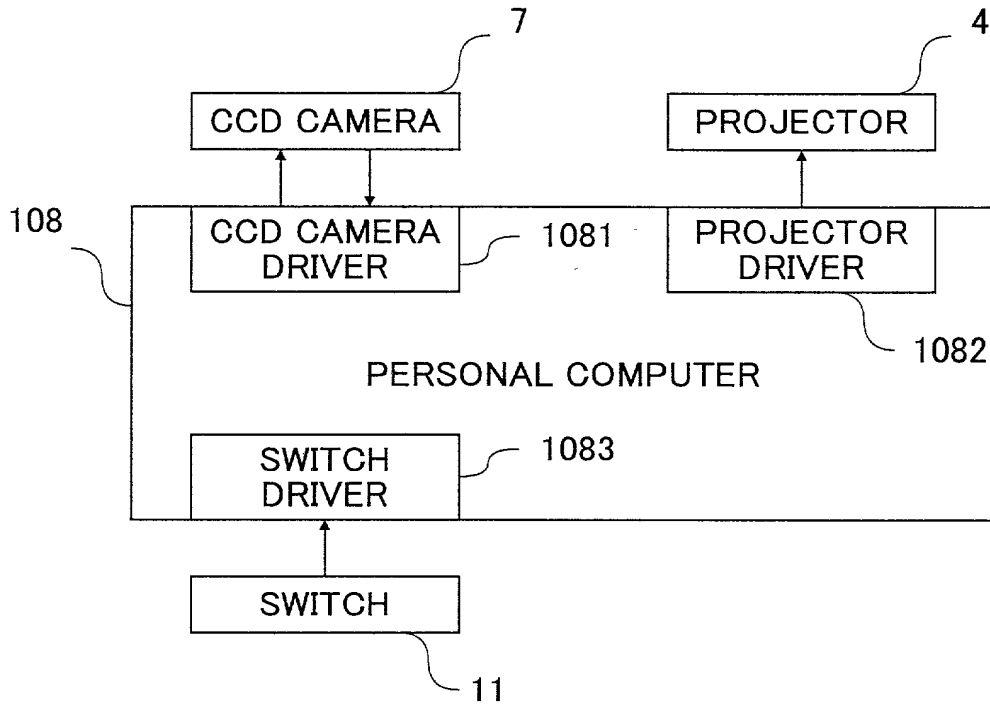 7
4
CCD CAMERA
PROJECTOR
108
CCD CAMERA
DRIVER
1081
PROJECTOR
DRIVER
1082
PERSONAL COMPUTER
SWITCH
DRIVER
1083
SWITCH
11